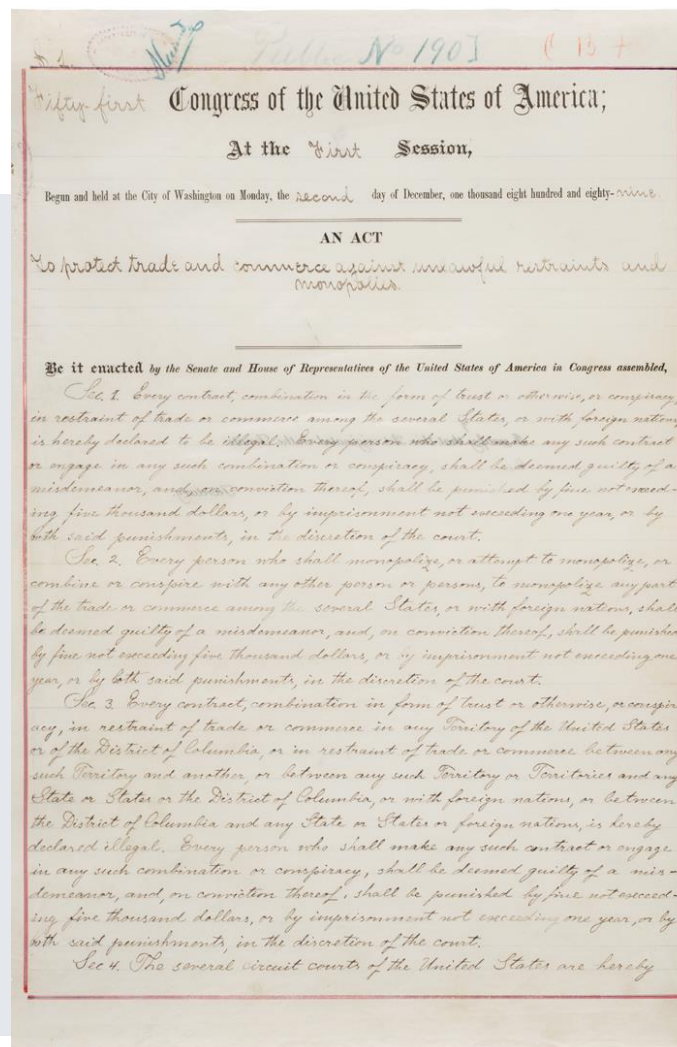 Public No 190
Fifty-first Congress of the United States of America;
At the First Session,
Begun and held at the City of Washington on Monday, the second day of December, one thousand eight hundred and eighty-nine.
AN ACT
To protect trade and commerce against unlawful restraints and
monopolies.
Be it enacted by the Senate and House of Representatives of the United States of America in Congress assembled,
Sec. 1. Every contract, combination in the form of trust or otherwise, or conspiracy,
in restraint of trade or commerce among the several States, or with foreign nations,
is hereby declared to be illegal. Every person who shall make any such contract
or engage in any such combination or conspiracy, shall be deemed guilty of a
misdemeanor, and, on conviction thereof, shall be punished by fine not exceed-
ing five thousand dollars, or by imprisonment not exceeding one year, or by
both said punishments, in the discretion of the court.
Sec. 2. Every person who shall monopolize, or attempt to monopolize, or
combine or conspire with any other person or persons, to monopolize any part
of the trade or commerce among the several States, or with foreign nations, shall
be deemed guilty of a misdemeanor, and, on conviction thereof, shall be punished
by fine not exceeding five thousand dollars, or by imprisonment not exceeding one
year, or by both said punishments, in the discretion of the court.
Sec. 3. Every contract, combination in form of trust or otherwise, or conspir
acy, in restraint of trade or commerce in any Territory of the United States
or of the District of Columbia, or in restraint of trade or commerce between any
such Territory and another, or between any such Territory or Territories and any
State or States or the District of Columbia, or with foreign nations, or between
the District of Columbia and any State or States or foreign nations, is hereby
declared illegal. Every person who shall make any such contract or engage
in any such combination or conspiracy, shall be deemed guilty of a mis-
demeanor, and, on conviction thereof, shall be punished by fine not exceed-
ing five thousand dollars, or by imprisonment not exceeding one year, or by
both said punishments, in the discretion of the court.
Sec 4. The several circuit courts of the United States are hereby